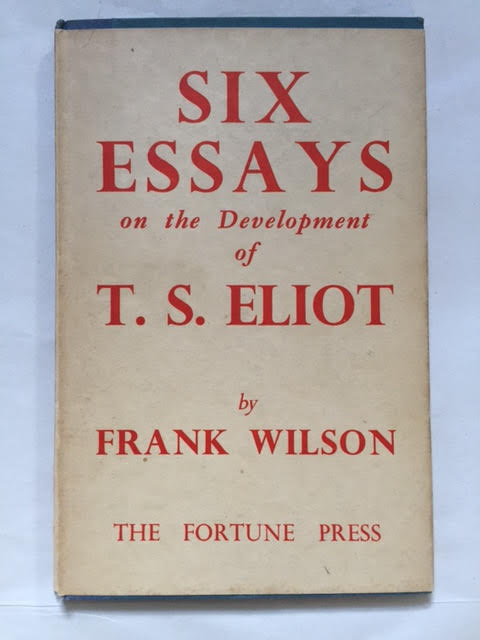 SIX
ESSAYS
on the Development
of
T. S. ELIOT
by
FRANK WILSON
THE FORTUNE PRESS